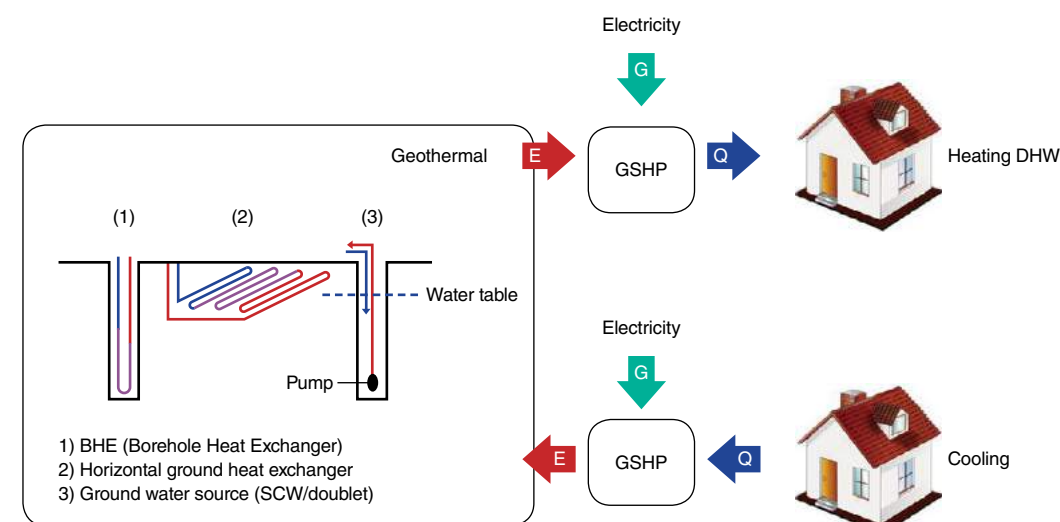 Electricity
G
Geothermal
E
GSHP
Q
Heating DHW
(1)
(2)
(3)
Water table
Pump
1) BHE (Borehole Heat Exchanger)
2) Horizontal ground heat exchanger
3) Ground water source (SCW/doublet)
Electricity
G
E
GSHP
Q
Cooling